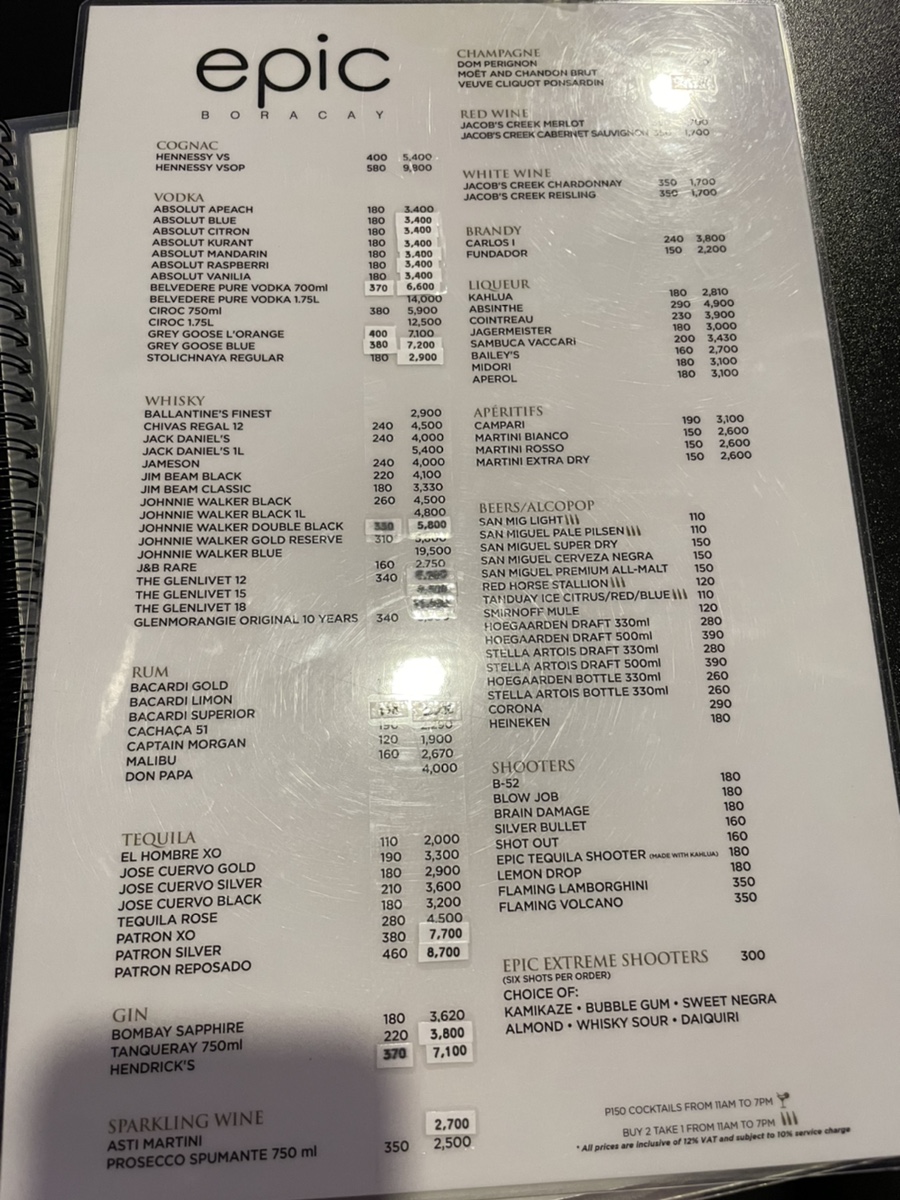 epic
BORACAY
COGNAC
HENNESSY VS 400 5,400
HENNESSY VSOP 580 9,800
VODKA
ABSOLUT APEACH 180 3,400
ABSOLUT BLUE 180 3,400
ABSOLUT CITRON 180 3,400
ABSOLUT KURANT 180 3,400
ABSOLUT MANDARIN 180 3,400
ABSOLUT RASPBERRI 180 3,400
ABSOLUT VANILIA 180 3,400
BELVEDERE PURE VODKA 700ml 370 6,600
BELVEDERE PURE VODKA 1.75L 14,000
CIROC 750ml 380 5,900
CIROC 1.75L 12,500
GREY GOOSE L'ORANGE 400 7,100
GREY GOOSE BLUE 380 7,200
STOLICHNAYA REGULAR 180 2,900
WHISKY
BALLANTINE'S FINEST 2,900
CHIVAS REGAL 12 240 4,500
JACK DANIEL'S 240 4,000
JACK DANIEL'S 1L 5,400
JAMESON 240 4,000
JIM BEAM BLACK 220 4,100
JIM BEAM CLASSIC 180 3,330
JOHNNIE WALKER BLACK 260 4,500
JOHNNIE WALKER BLACK 1L 4,800
JOHNNIE WALKER DOUBLE BLACK 5,800
JOHNNIE WALKER GOLD RESERVE 310
JOHNNIE WALKER BLUE 19,500
J&B RARE 160 2.750
THE GLENLIVET 12 340
THE GLENLIVET 15
THE GLENLIVET 18
GLENMORANGIE ORIGINAL 10 YEARS 340
RUM
BACARDI GOLD
BACARDI LIMON
BACARDI SUPERIOR
CACHAÇA 51
CAPTAIN MORGAN 120 1,900
MALIBU 160 2,670
DON PAPA 4,000
TEQUILA
EL HOMBRE XO 110 2,000
JOSE CUERVO GOLD 190 3,300
JOSE CUERVO SILVER 180 2,900
JOSE CUERVO BLACK 210 3,600
TEQUILA ROSE 180 3,200
PATRON XO 280 4,500
PATRON SILVER 380 7,700
PATRON REPOSADO 460 8,700
GIN
BOMBAY SAPPHIRE 180 3,620
TANQUERAY 750ml 220 3,800
HENDRICK'S 370 7,100
SPARKLING WINE
ASTI MARTINI 2,700
PROSECCO SPUMANTE 750 ml 350 2,500
CHAMPAGNE
DOM PERIGNON
MOËT AND CHANDON BRUT
VEUVE CLIQUOT PONSARDIN
RED WINE
JACOB'S CREEK MERLOT
JACOB'S CREEK CABERNET SAUVIGNON 350 1,700
WHITE WINE
JACOB'S CREEK CHARDONNAY 350 1,700
JACOB'S CREEK REISLING 350 1,700
BRANDY
CARLOS I 240 3,800
FUNDADOR 150 2,200
LIQUEUR
KAHLUA 180 2,810
ABSINTHE 290 4,900
COINTREAU 230 3,900
JAGERMEISTER 180 3,000
SAMBUCA VACCARI 200 3,430
BAILEY'S 160 2,700
MIDORI 180 3,100
APEROL 180 3,100
APÉRITIFS
CAMPARI 190 3,100
MARTINI BIANCO 150 2,600
MARTINI ROSSO 150 2,600
MARTINI EXTRA DRY 150 2,600
BEERS/ALCOPOP
SAN MIG LIGHT 110
SAN MIGUEL PALE PILSEN 110
SAN MIGUEL SUPER DRY 150
SAN MIGUEL CERVEZA NEGRA 150
SAN MIGUEL PREMIUM ALL-MALT 150
RED HORSE STALLION 120
TANDUAY ICE CITRUS/RED/BLUE 110
SMIRNOFF MULE 120
HOEGAARDEN DRAFT 330ml 280
HOEGAARDEN DRAFT 500ml 390
STELLA ARTOIS DRAFT 330ml 280
STELLA ARTOIS DRAFT 500ml 390
HOEGAARDEN BOTTLE 330ml 260
STELLA ARTOIS BOTTLE 330ml 260
CORONA 290
HEINEKEN 180
SHOOTERS
B-52 180
BLOW JOB 180
BRAIN DAMAGE 180
SILVER BULLET 160
SHOT OUT 160
EPIC TEQUILA SHOOTER (MADE WITH KAHLUA) 180
LEMON DROP 180
FLAMING LAMBORGHINI 350
FLAMING VOLCANO 350
EPIC EXTREME SHOOTERS 300
(SIX SHOTS PER ORDER)
CHOICE OF:
KAMIKAZE • BUBBLE GUM • SWEET NEGRA
ALMOND • WHISKY SOUR • DAIQUIRI
P150 COCKTAILS FROM 11AM TO 7PM
BUY 2 TAKE 1 FROM 11AM TO 7PM
* All prices are inclusive of 12% VAT and subject to 10% service charge